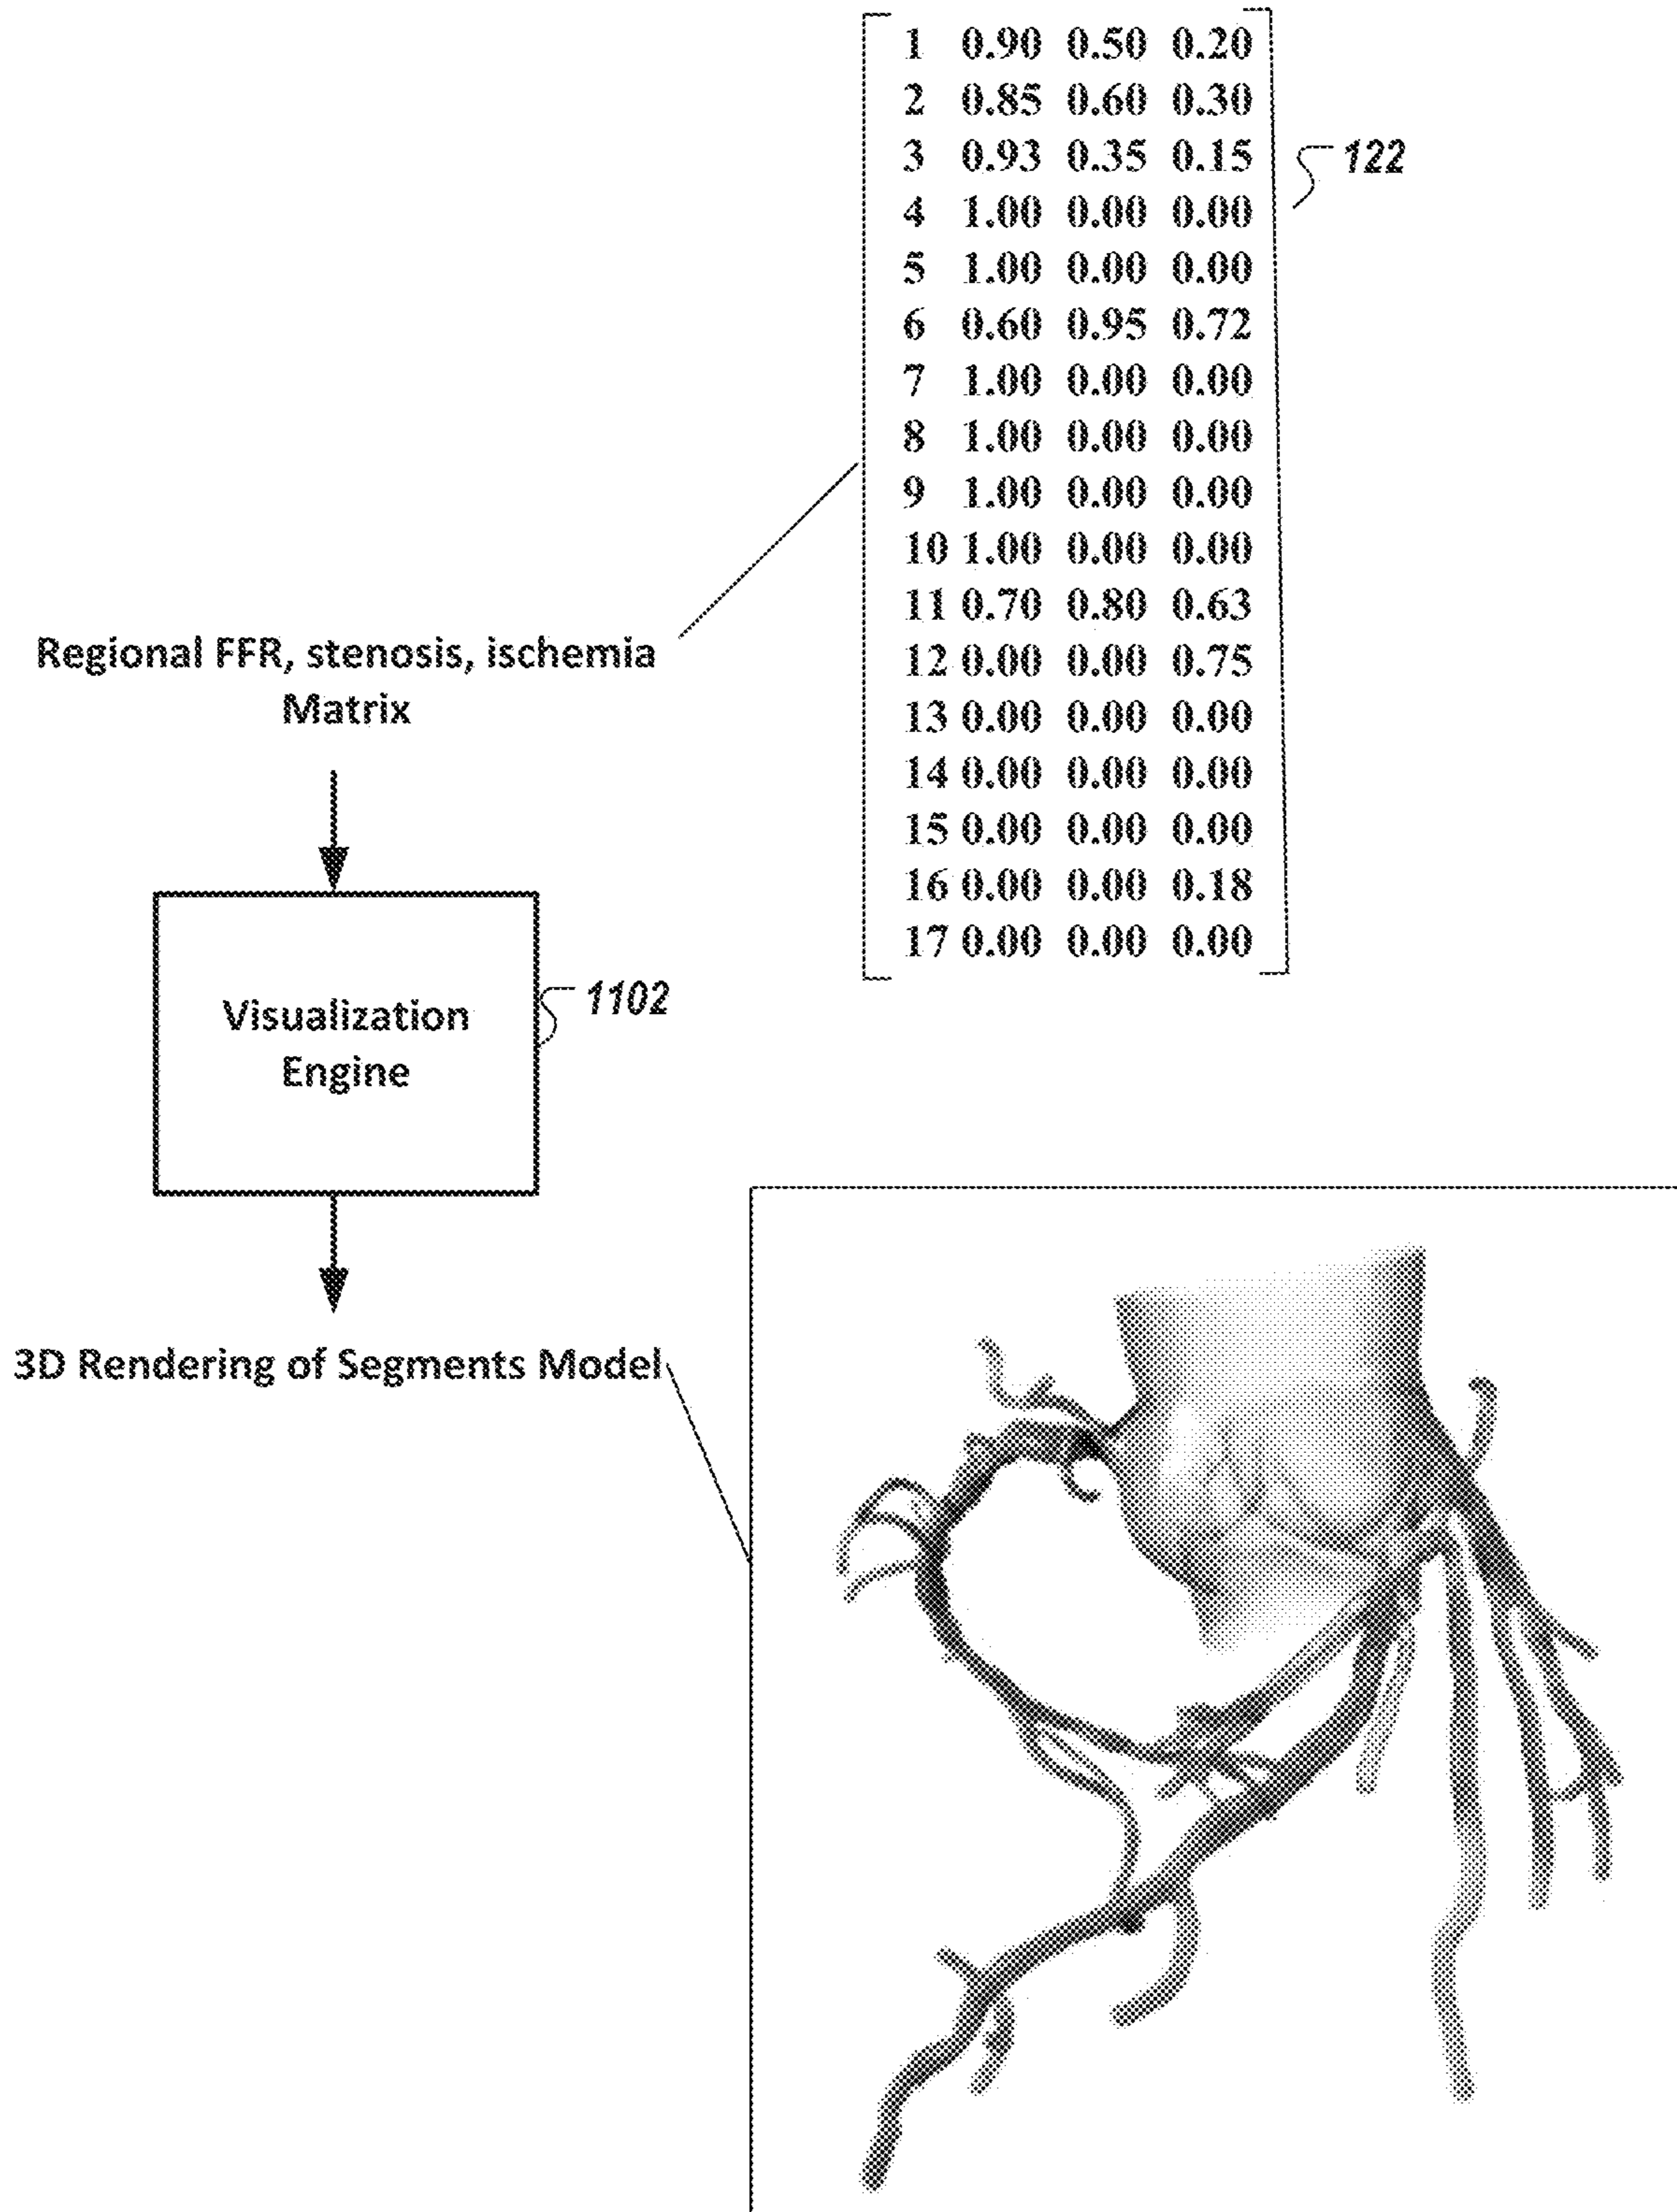 1 0.90 0.50 0.20
2 0.85 0.60 0.30
3 0.93 0.35 0.15
122
4 1.00 0.00 0.00
5 1.00 0.00 0.00
6 0.60 0.95 0.72
7 1.00 0.00 0.00
8 1.00 0.00 0.00
9 1.00 0.00 0.00
10 1.00 0.00 0.00
11 0.70 0.80 0.63
12 0.00 0.00 0.75
13 0.00 0.00 0.00
14 0.00 0.00 0.00
15 0.00 0.00 0.00
16 0.00 0.00 0.18
17 0.00 0.00 0.00
Regional FFR, stenosis, ischemia
Matrix
Visualization
Engine
1102
3D Rendering of Segments Model